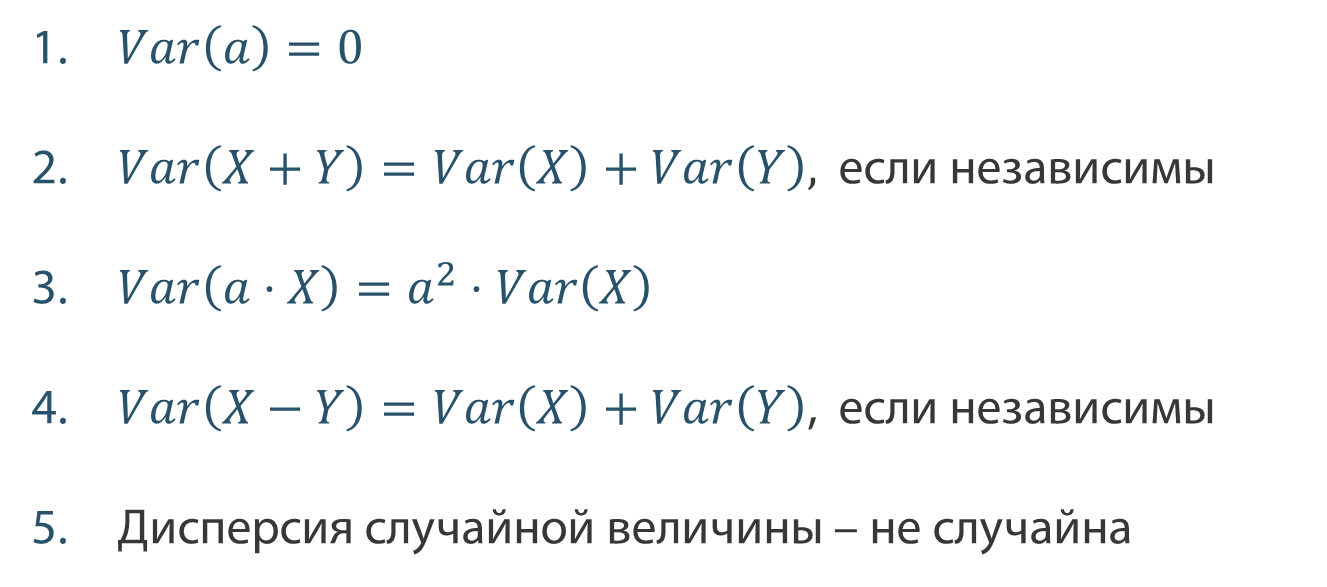 1. Var(a) = 0
2. Var(X + Y) = Var(X) + Var(Y), если независимы
3. Var(a · X) = a² · Var(X)
4. Var(X − Y) = Var(X) + Var(Y), если независимы
5. Дисперсия случайной величины – не случайна